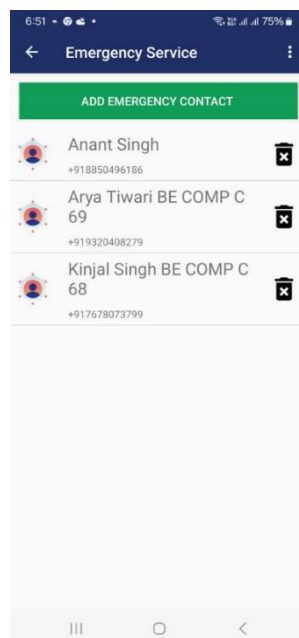 6:51 75%
Emergency Service
ADD EMERGENCY CONTACT
Anant Singh
+918850496186
Arya Tiwari BE COMP C
69
+919320408279
Kinjal Singh BE COMP C
68
+917678073799